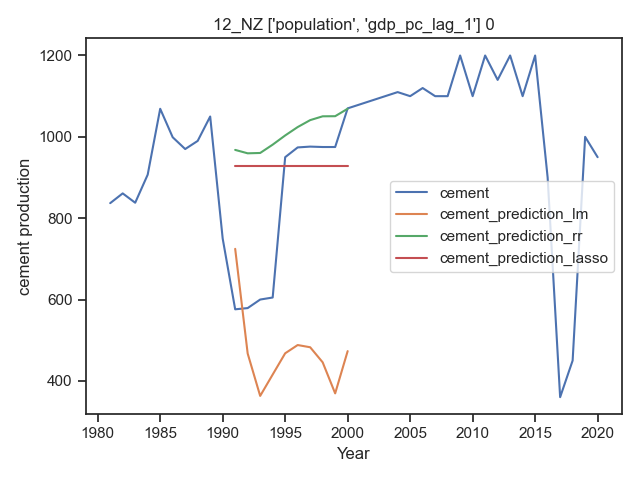 12_NZ ['population', 'gdp_pc_lag_1'] 0
1200
1000
800
600
400
cement production
cement
cement_prediction_lm
cement_prediction_rr
cement_prediction_lasso
1980 1985 1990 1995 2000 2005 2010 2015 2020
Year